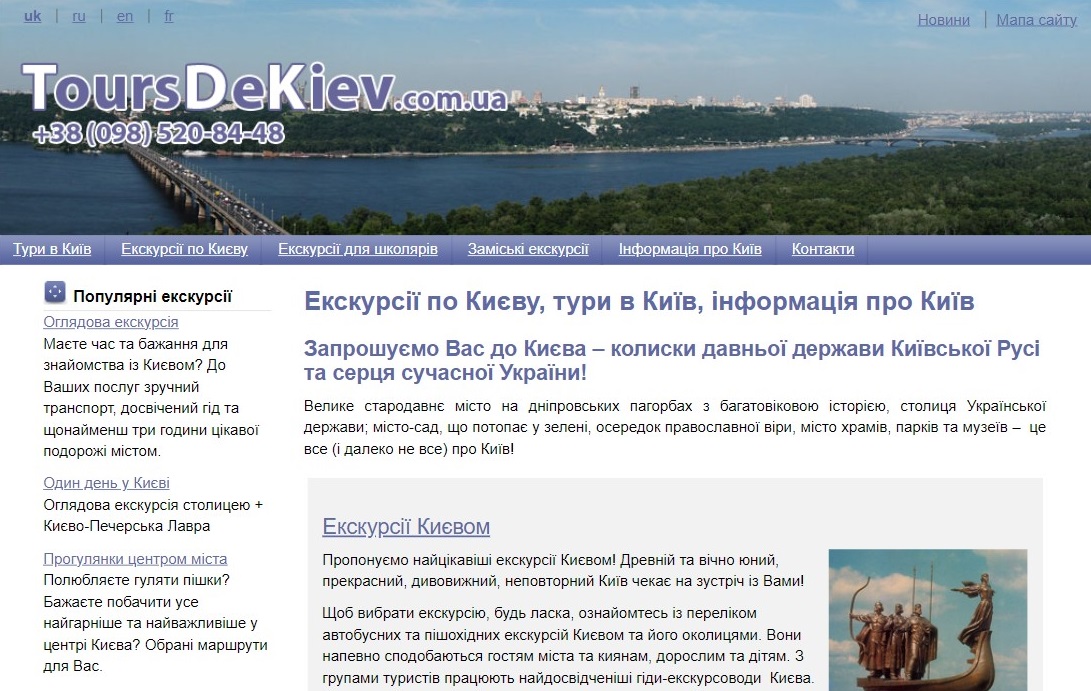 uk | ru | en | fr
Новини | Мапа сайту
ToursDeKiev.com.ua
+38 (098) 520-84-48
Тури в Київ
Екскурсії по Києву
Екскурсії для школярів
Заміські екскурсії
Інформація про Київ
Контакти
Популярні екскурсії
Оглядова екскурсія
Маєте час та бажання для
знайомства із Києвом? До
Ваших послуг зручний
транспорт, досвічений гід та
щонайменш три години цікавої
подорожі містом.
Один день у Києві
Оглядова екскурсія столицею +
Києво-Печерська Лавра
Прогулянки центром міста
Полюбляєте гуляти пішки?
Бажаєте побачити усе
найгарніше та найважливіше у
центрі Києва? Обрані маршрути
для Вас.
Екскурсії по Києву, тури в Київ, інформація про Київ
Запрошуємо Вас до Києва – колиски давньої держави Київської Русі
та серця сучасної України!
Велике стародавнє місто на дніпровських пагорбах з багатовіковою історією, столиця Української
держави; місто-сад, що потопає у зелені, осередок православної віри, місто храмів, парків та музеїв – це
все (і далеко не все) про Київ!
Екскурсії Києвом
Пропонуємо найцікавіші екскурсії Києвом! Древній та вічно юний,
прекрасний, дивовижний, неповторний Київ чекає на зустріч із Вами!
Щоб вибрати екскурсію, будь ласка, ознайомтесь із переліком
автобусних та пішохідних екскурсій Києвом та його околицями. Вони
напевно сподобаються гостям міста та киянам, дорослим та дітям. З
групами туристів працюють найдосвідченіші гіди-екскурсоводи Києва.